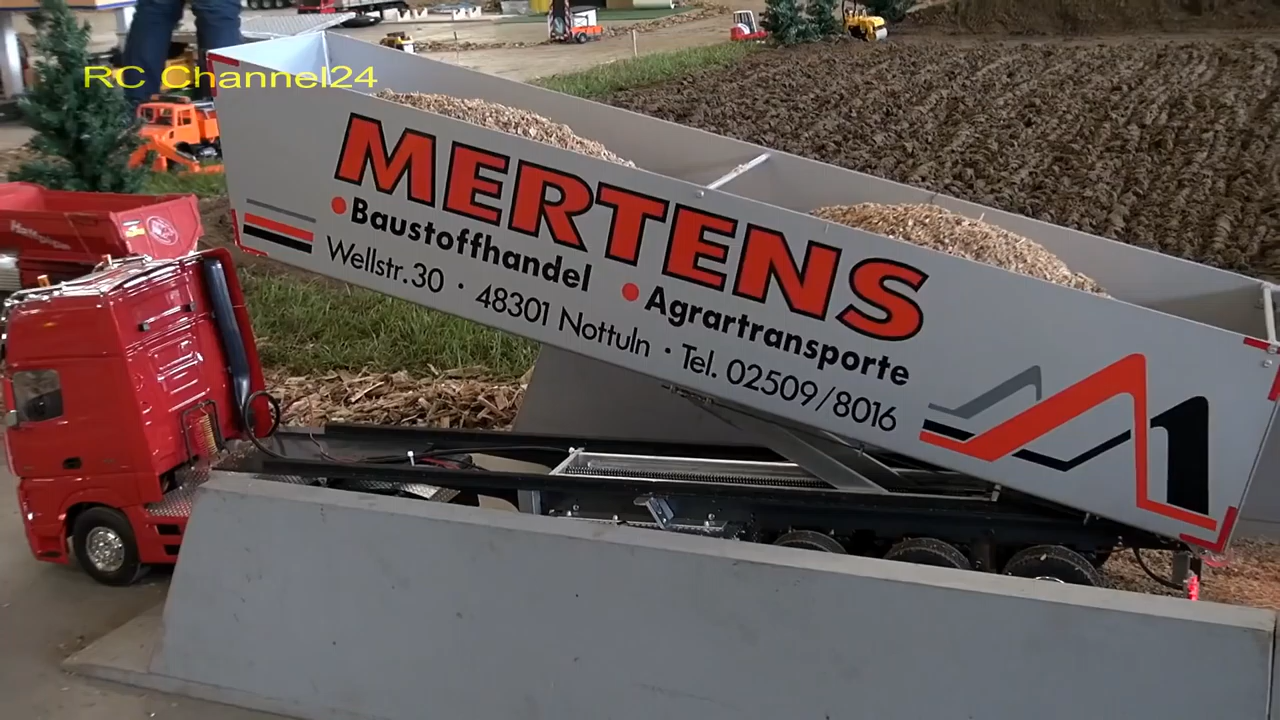 RC Channel24
MERTENS
•Baustoffhandel •Agrartransporte
Wellstr.30 · 48301 Nottuln · Tel. 02509/8016